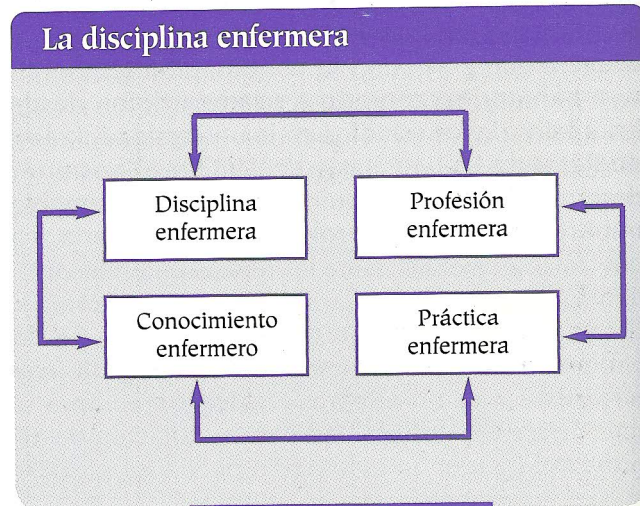 La disciplina enfermera
Disciplina
enfermera
Profesión
enfermera
Conocimiento
enfermero
Práctica
enfermera